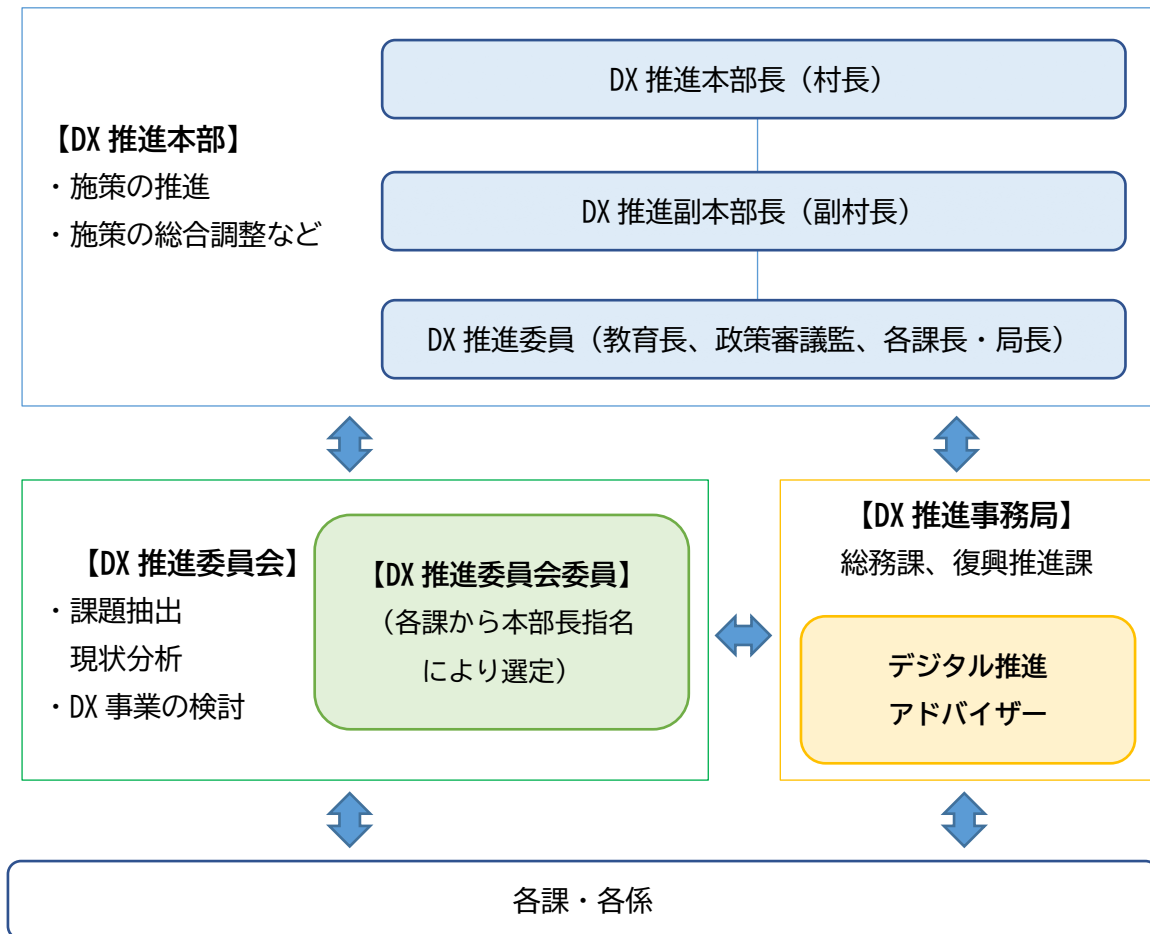 【DX 推進本部】
・施策の推進
・施策の総合調整など
DX 推進本部長（村長）
DX 推進副本部長（副村長）
DX 推進委員（教育長、政策審議監、各課長・局長）
【DX 推進委員会】
・課題抽出
現状分析
・DX 事業の検討
【DX 推進委員会委員】
（各課から本部長指名
により選定）
【DX 推進事務局】
総務課、復興推進課
デジタル推進
アドバイザー
各課・各係